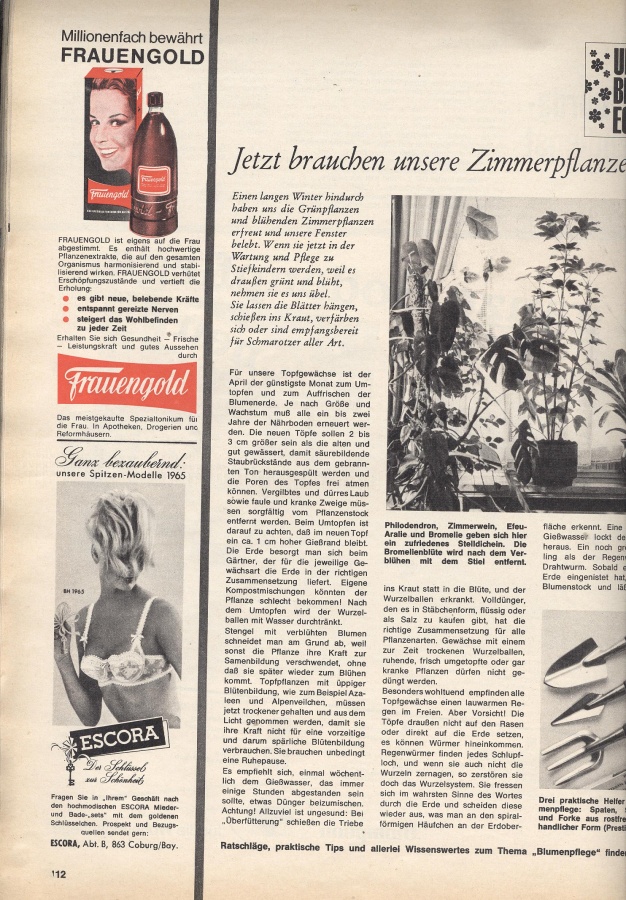 Millionenfach bewährt
FRAUENGOLD
Frauengold
Frauengold
FRAUENGOLD ist eigens auf die Frau
abgestimmt. Es enthält hochwertige
Pflanzenextrakte, die auf den gesamten
Organismus harmonisierend und stabi-
lisierend wirken. FRAUENGOLD verhütet
Erschöpfungszustände und vertieft die
Erholung:
● es gibt neue, belebende Kräfte
● entspannt gereizte Nerven
● steigert das Wohlbefinden
zu jeder Zeit
Erhalten Sie sich Gesundheit — Frische
— Leistungskraft und gutes Aussehen
durch
Frauengold
Das meistgekaufte Spezialtonikum für
die Frau. In Apotheken, Drogerien und
Reformhäusern.
Ganz bezaubernd:
unsere Spitzen-Modelle 1965
BH 1965
ESCORA
Der Schlüssel
zur Schönheit
Fragen Sie in „Ihrem" Geschäft nach
den hochmodischen ESCORA Mieder-
und Bade-„sets" mit dem goldenen
Schlüsselchen. Prospekt und Bezugs-
quellen sendet gern:
ESCORA, Abt. B, 863 Coburg/Bay.
112
Jetzt brauchen unsere Zimmerpflanze
Einen langen Winter hindurch
haben uns die Grünpflanzen
und blühenden Zimmerpflanzen
erfreut und unsere Fenster
belebt. Wenn sie jetzt in der
Wartung und Pflege zu
Stiefkindern werden, weil es
draußen grünt und blüht,
nehmen sie es uns übel.
Sie lassen die Blätter hängen,
schießen ins Kraut, verfärben
sich oder sind empfangsbereit
für Schmarotzer aller Art.
Für unsere Topfgewächse ist der
April der günstigste Monat zum Um-
topfen und zum Auffrischen der
Blumenerde. Je nach Größe und
Wachstum muß alle ein bis zwei
Jahre der Nährboden erneuert wer-
den. Die neuen Töpfe sollen 2 bis
3 cm größer sein als die alten und
gut gewässert, damit säurebildende
Staubrückstände aus dem gebrann-
ten Ton herausgespült werden und
die Poren des Topfes frei atmen
können. Vergilbtes und dürres Laub
sowie faule und kranke Zweige müs-
sen sorgfältig vom Pflanzenstock
entfernt werden. Beim Umtopfen ist
darauf zu achten, daß im neuen Topf
ein ca. 1 cm hoher Gießrand bleibt.
Die Erde besorgt man sich beim
Gärtner, der für die jeweilige Ge-
wächsart die Erde in der richtigen
Zusammensetzung liefert. Eigene
Kompostmischungen könnten der
Pflanze schlecht bekommen! Nach
dem Umtopfen wird der Wurzel-
ballen mit Wasser durchtränkt.
Stengel mit verblühten Blumen
schneidet man am Grund ab, weil
sonst die Pflanze ihre Kraft zur
Samenbildung verschwendet, ohne
daß sie später wieder zum Blühen
kommt. Topfpflanzen mit üppiger
Blütenbildung, wie zum Beispiel Aza-
leen und Alpenveilchen, müssen
jetzt trockener gehalten und aus dem
Licht genommen werden, damit sie
ihre Kraft nicht für eine vorzeitige
und darum spärliche Blütenbildung
verbrauchen. Sie brauchen unbedingt
eine Ruhepause.
Es empfiehlt sich, einmal wöchent-
lich dem Gießwasser, das immer
einige Stunden abgestanden sein
sollte, etwas Dünger beizumischen.
Achtung! Allzuviel ist ungesund: Bei
„Überfütterung" schießen die Triebe
Philodendron, Zimmerwein, Efeu-
Aralie und Bromelie geben sich hier
ein zufriedenes Stelldichein. Die
Bromelienblüte wird nach dem Ver-
blühen mit dem Stiel entfernt.
ins Kraut statt in die Blüte, und der
Wurzelballen erkrankt. Volldünger,
den es in Stäbchenform, flüssig oder
als Salz zu kaufen gibt, hat die
richtige Zusammensetzung für alle
Pflanzenarten. Gewächse mit einem
zur Zeit trockenen Wurzelballen,
ruhende, frisch umgetopfte oder gar
kranke Pflanzen dürfen nicht ge-
düngt werden.
Besonders wohltuend empfinden alle
Topfgewächse einen lauwarmen Re-
gen im Freien. Aber Vorsicht! Die
Töpfe draußen nicht auf den Rasen
oder direkt auf die Erde setzen,
es können Würmer hineinkommen.
Regenwürmer finden jedes Schlupf-
loch, und wenn sie auch nicht die
Wurzeln zernagen, so zerstören sie
doch das Wurzelsystem. Sie fressen
sich im wahrsten Sinne des Wortes
durch die Erde und scheiden diese
wieder aus, was man an den spiral-
förmigen Häufchen an der Erdober-
fläche erkennt. Eine
Gießwasser lockt de
heraus. Ein noch gr
ling als der Regen
Drahtwurm. Sobald e
Erde eingenistet hat,
Blumenstock und läß
Drei praktische Helfer
menpflege: Spaten,
und Forke aus rostfre
handlicher Form (Presti
Ratschläge, praktische Tips und allerlei Wissenswertes zum Thema „Blumenpflege" finde